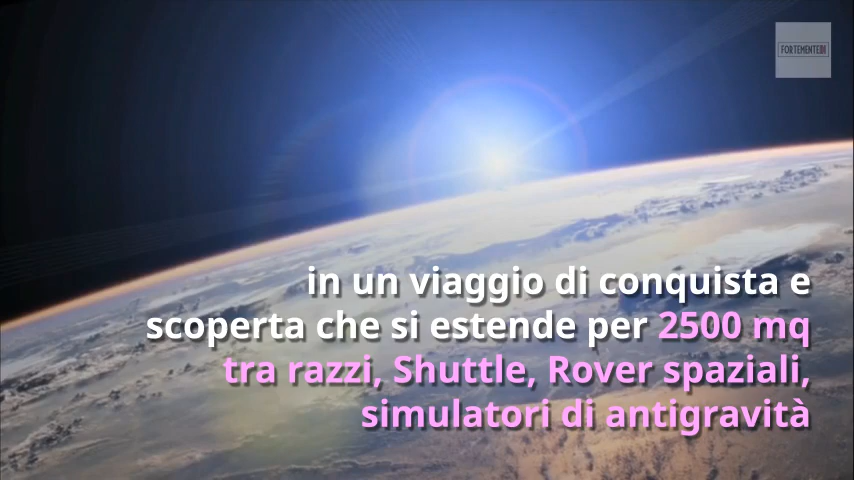 FORTEMENTEIN
in un viaggio di conquista e
scoperta che si estende per 2500 mq
tra razzi, Shuttle, Rover spaziali,
simulatori di antigravità